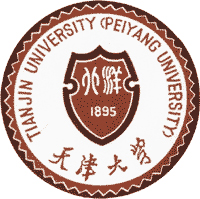 TIANJIN UNIVERSITY (PEIYANG UNIVERSITY)
北洋
1895
天津大学